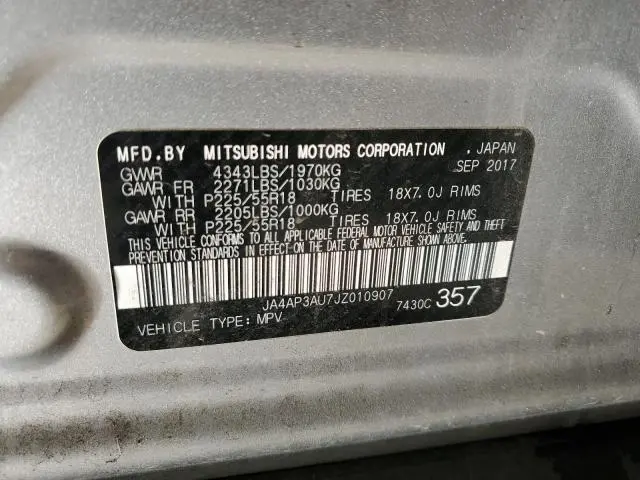 MFD.BY MITSUBISHI MOTORS CORPORATION . JAPAN
SEP 2017
GVWR 4343LBS/1970KG
GAWR FR 2271LBS/1030KG
WITH P225/55R18 TIRES 18X7.0J RIMS
GAWR RR 2205LBS/1000KG
WITH P225/55R18 TIRES 18X7.0J RIMS
THIS VEHICLE CONFORMS TO ALL APPLICABLE FEDERAL MOTOR VEHICLE SAFETY, BUMPER, AND THEFT
PREVENTION STANDARDS IN EFFECT ON THE DATE OF MANUFACTURE SHOWN ABOVE.
JA4AP3AU7JZ010907
VEHICLE TYPE: MPV 7430C 357